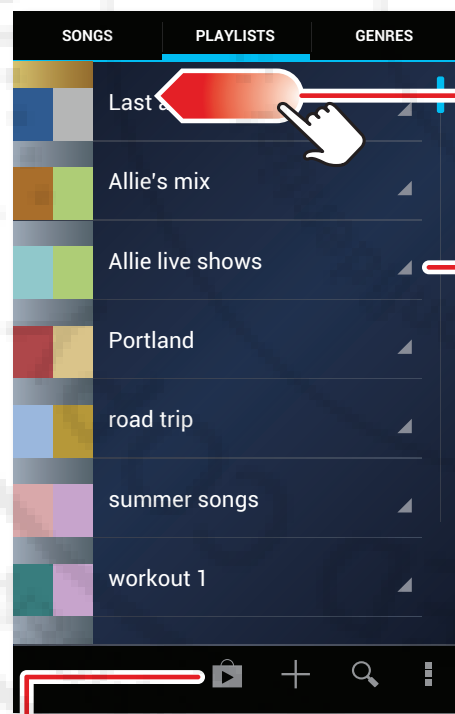 SONGS PLAYLISTS GENRES
Last
Allie's mix
Allie live shows
Portland
road trip
summer songs
workout 1